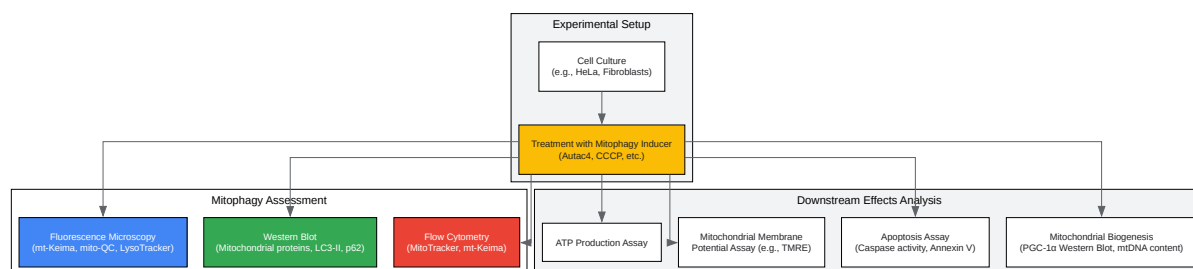 Experimental Setup
Cell Culture
(e.g., HeLa, Fibroblasts)
Treatment with Mitophagy Inducer
(Autac4, CCCP, etc.)
Mitophagy Assessment
Fluorescence Microscopy
(mt-Keima, mito-QC, LysoTracker)
Western Blot
(Mitochondrial proteins, LC3-II, p62)
Flow Cytometry
(MitoTracker, mt-Keima)
Downstream Effects Analysis
ATP Production Assay
Mitochondrial Membrane
Potential Assay (e.g., TMRE)
Apoptosis Assay
(Caspase activity, Annexin V)
Mitochondrial Biogenesis
(PGC-1α Western Blot, mtDNA content)